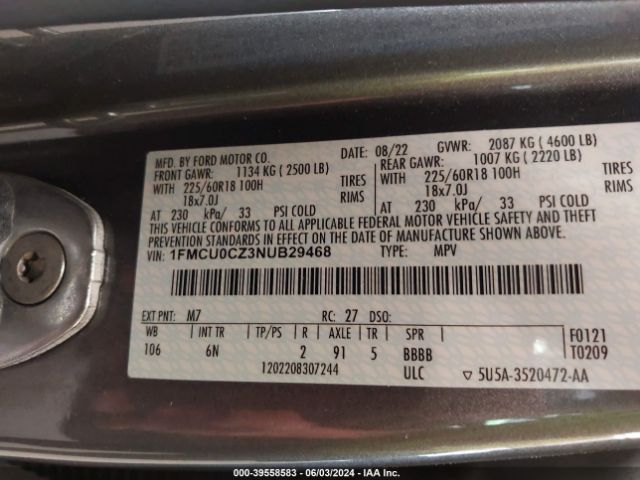 MFD. BY FORD MOTOR CO. DATE: 08/22 GVWR: 2087 KG ( 4600 LB)
FRONT GAWR: 1134 KG ( 2500 LB) REAR GAWR: 1007 KG ( 2220 LB)
WITH 225/60R18 100H TIRES WITH 225/60R18 100H TIRES
18x7.0J RIMS 18x7.0J RIMS
AT 230 kPa/ 33 PSI COLD AT 230 kPa/ 33 PSI COLD
THIS VEHICLE CONFORMS TO ALL APPLICABLE FEDERAL MOTOR VEHICLE SAFETY AND THEFT
PREVENTION STANDARDS IN EFFECT ON THE DATE OF MANUFACTURE SHOWN ABOVE.
VIN: 1FMCU0CZ3NUB29468 TYPE: MPV
EXT PNT: M7 RC: 27 DSO:
WB INT TR TP/PS R AXLE TR SPR F0121
106 6N 2 91 5 BBBB T0209
1202208307244 ULC ▽ 5U5A-3520472-AA
000-39558583 - 06/03/2024 - IAA Inc.